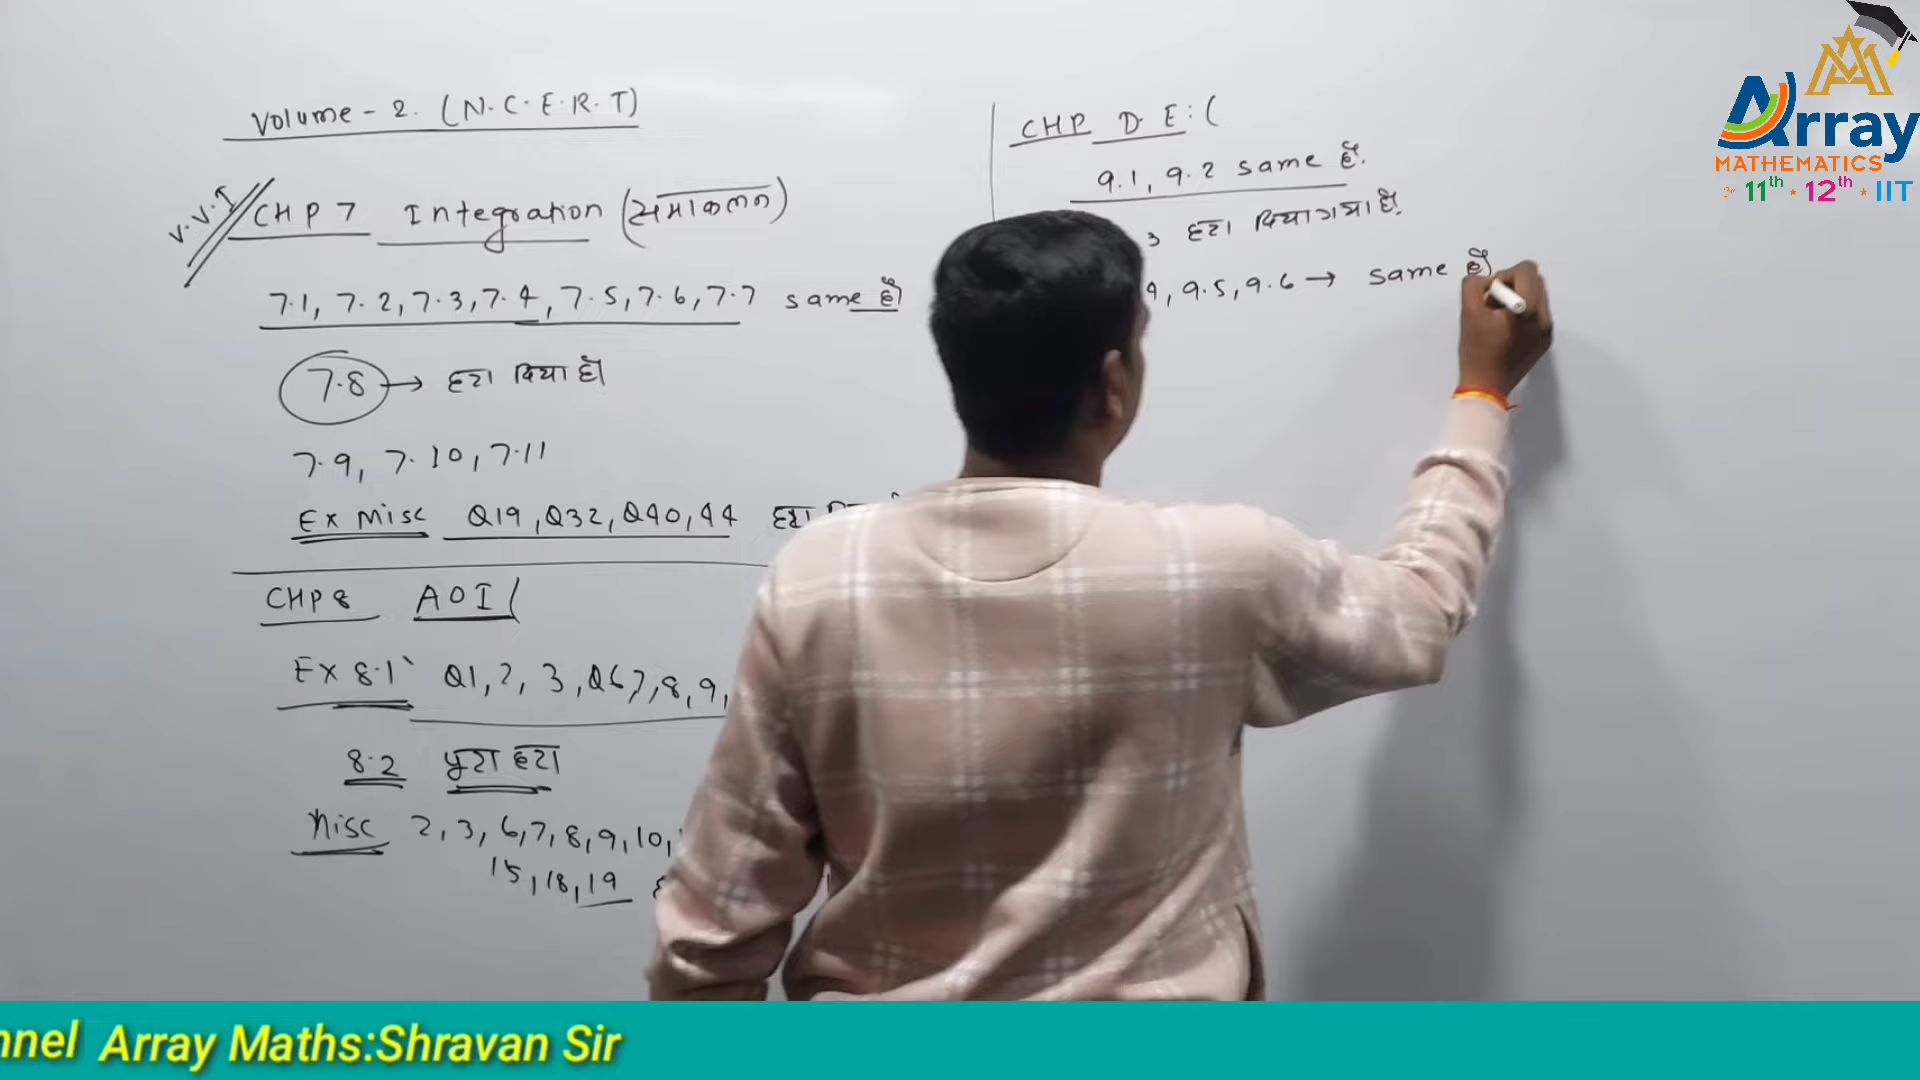 Volume - 2. (N.C.E.R.T)
V.V.I
CHP 7 Integration (समाकलन)
7.1, 7.2, 7.3, 7.4, 7.5, 7.6, 7.7 same है
7.8 → हटा दिया है
7.9, 7.10, 7.11
Ex Misc Q19, Q32, Q40, 44 हटा
CHP 8 AOI (
Ex 8.1 Q1, 2, 3, Q6 7, 8, 9,
8.2 पुरा हटा
Misc 2, 3, 6, 7, 8, 9, 10,
15, 18, 19
CHP D.E: (
9.1, 9.2 same है.
3 हटा दिया गया है.
4, 9.5, 9.6 → same है
Array
MATHEMATICS
11th * 12th * IIT
nnel Array Maths:Shravan Sir